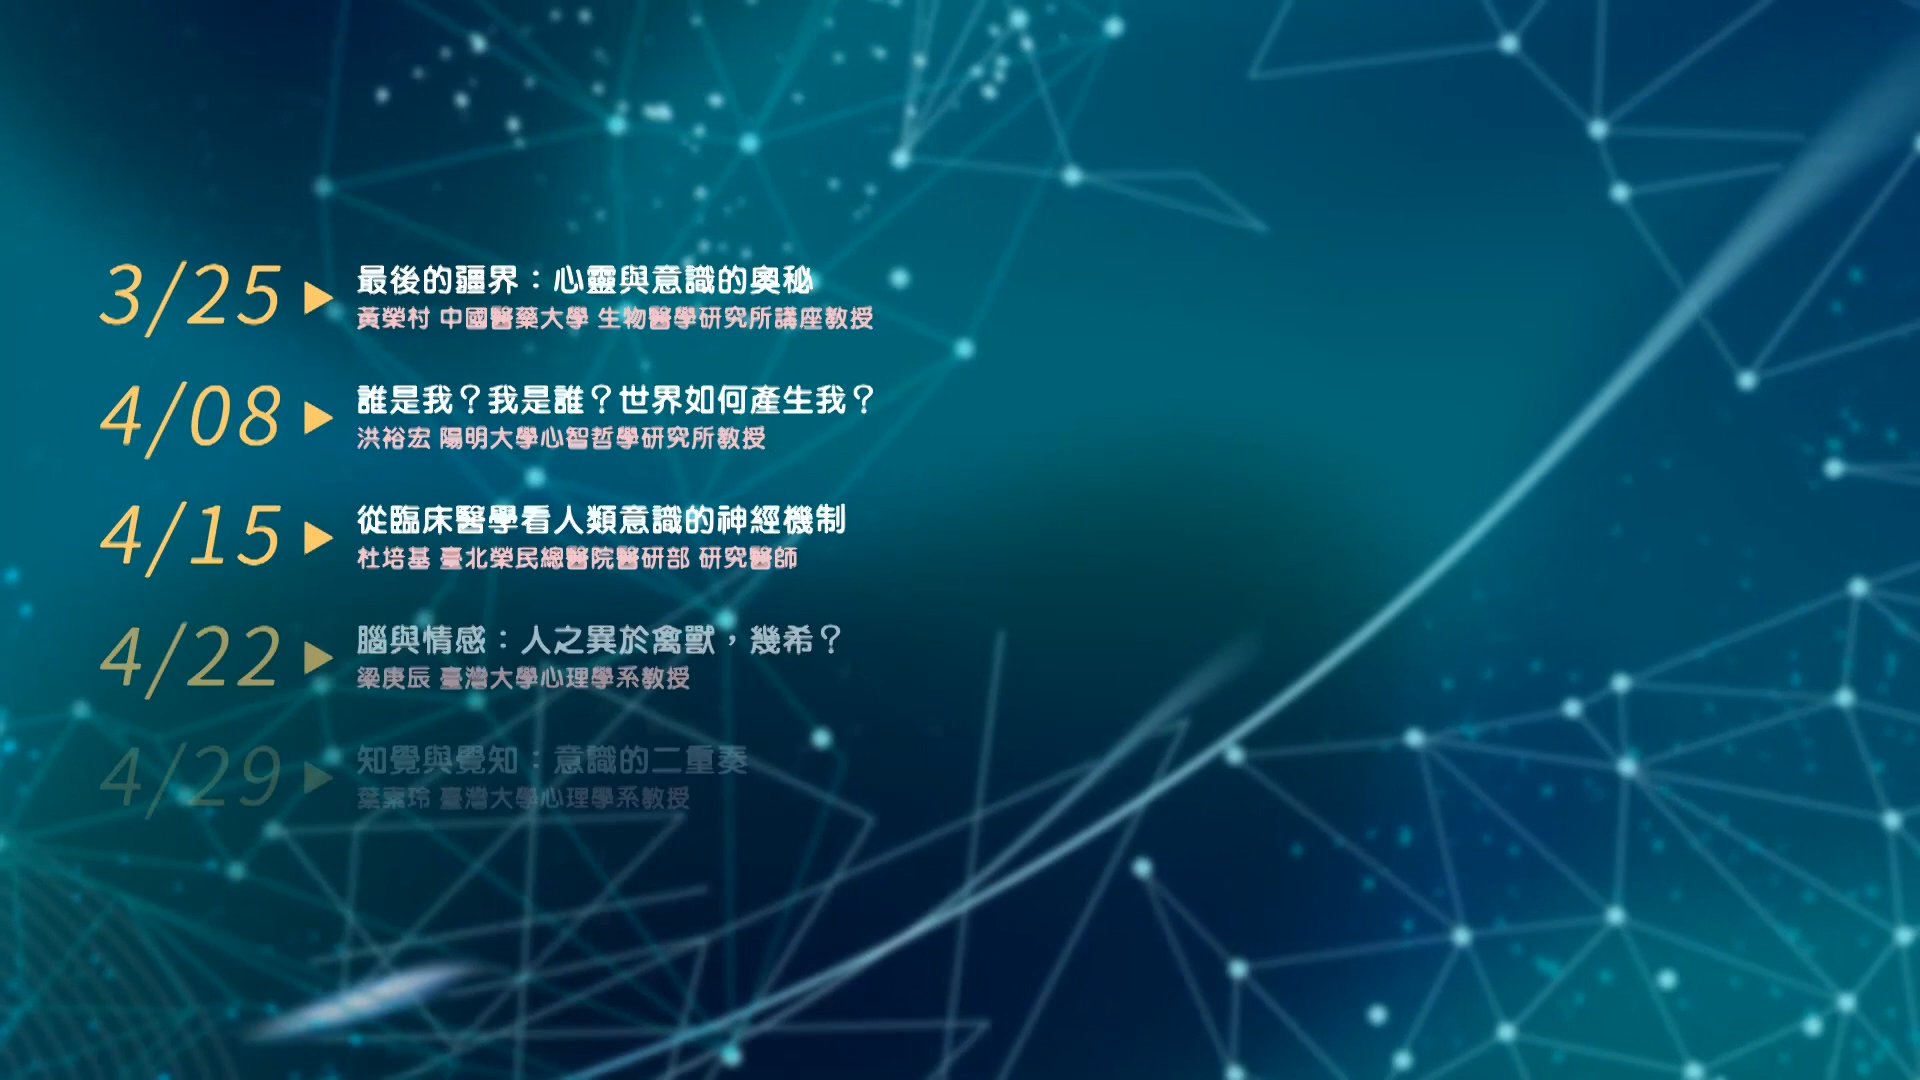 3/25 ▶ 最後的疆界：心靈與意識的奧秘
黃榮村 中國醫藥大學 生物醫學研究所講座教授
4/08 ▶ 誰是我？我是誰？世界如何產生我？
洪裕宏 陽明大學心智哲學研究所教授
4/15 ▶ 從臨床醫學看人類意識的神經機制
杜培基 臺北榮民總醫院醫研部 研究醫師
4/22 ▶ 腦與情感：人之異於禽獸，幾希？
梁庚辰 臺灣大學心理學系教授
4/29 ▶ 知覺與覺知：意識的二重奏
葉素玲 臺灣大學心理學系教授